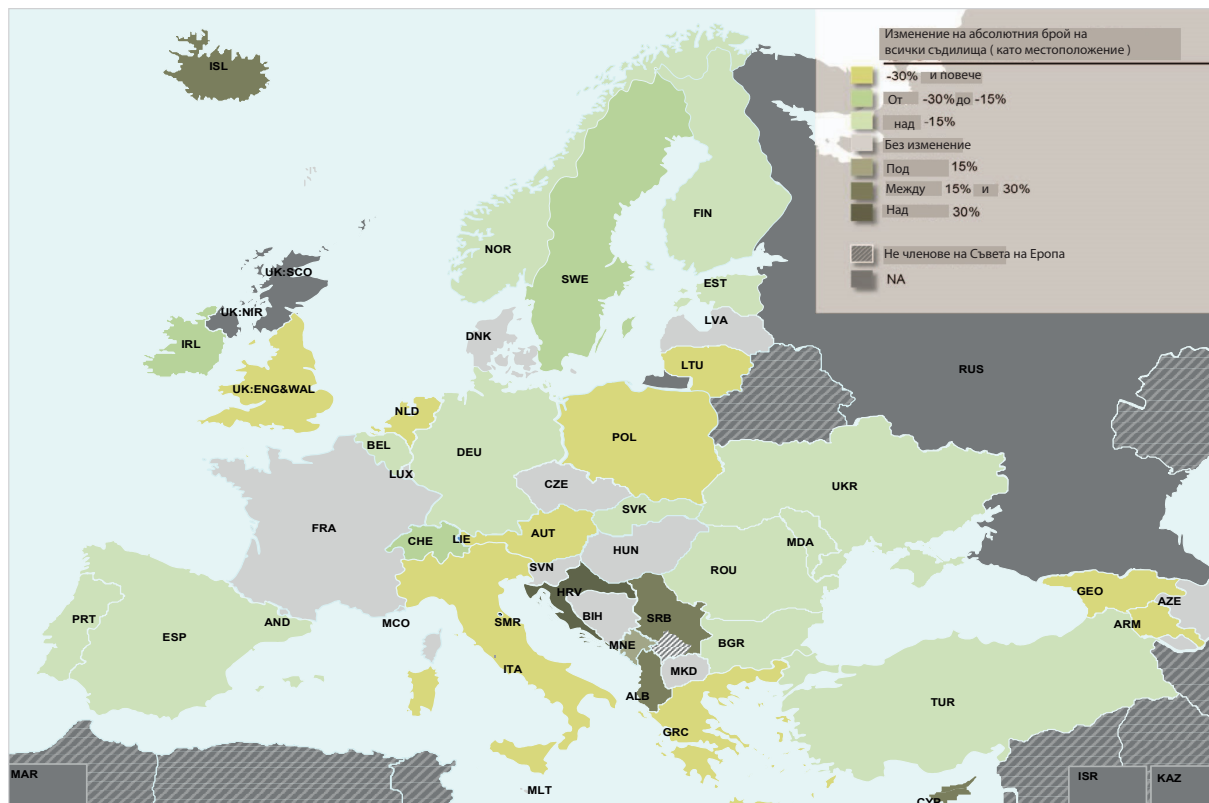 Изменение на абсолютния брой на
всички съдилища ( като местоположение )
-30% и повече
От -30% до -15%
над -15%
Без изменение
Под 15%
Между 15% и 30%
Над 30%
Не членове на Съвета на Европа
NA
ISL
NOR
FIN
SWE
EST
UK:SCO
UK:NIR
DNK
LVA
IRL
LTU
RUS
UK:ENG&WAL
NLD
POL
BEL
DEU
LUX
CZE
UKR
SVK
FRA
AUT
CHE
LIE
MDA
HUN
SVN
ROU
HRV
GEO
AZE
BIH
SRB
PRT
AND
MCO
SMR
ARM
ESP
MNE
BGR
ITA
MKD
ALB
TUR
GRC
MAR
ISR
KAZ
MLT
CYP